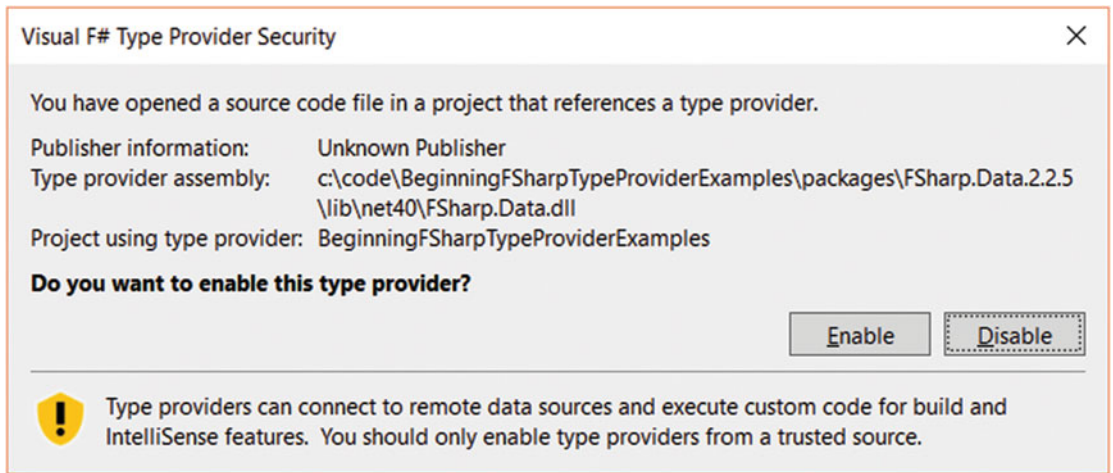 Visual F# Type Provider Security
You have opened a source code file in a project that references a type provider.
Publisher information: Unknown Publisher
Type provider assembly: c:\code\BeginningFSharpTypeProviderExamples\packages\FSharp.Data.2.2.5
\lib\net40\FSharp.Data.dll
Project using type provider: BeginningFSharpTypeProviderExamples
Do you want to enable this type provider?
Enable Disable
Type providers can connect to remote data sources and execute custom code for build and
IntelliSense features. You should only enable type providers from a trusted source.